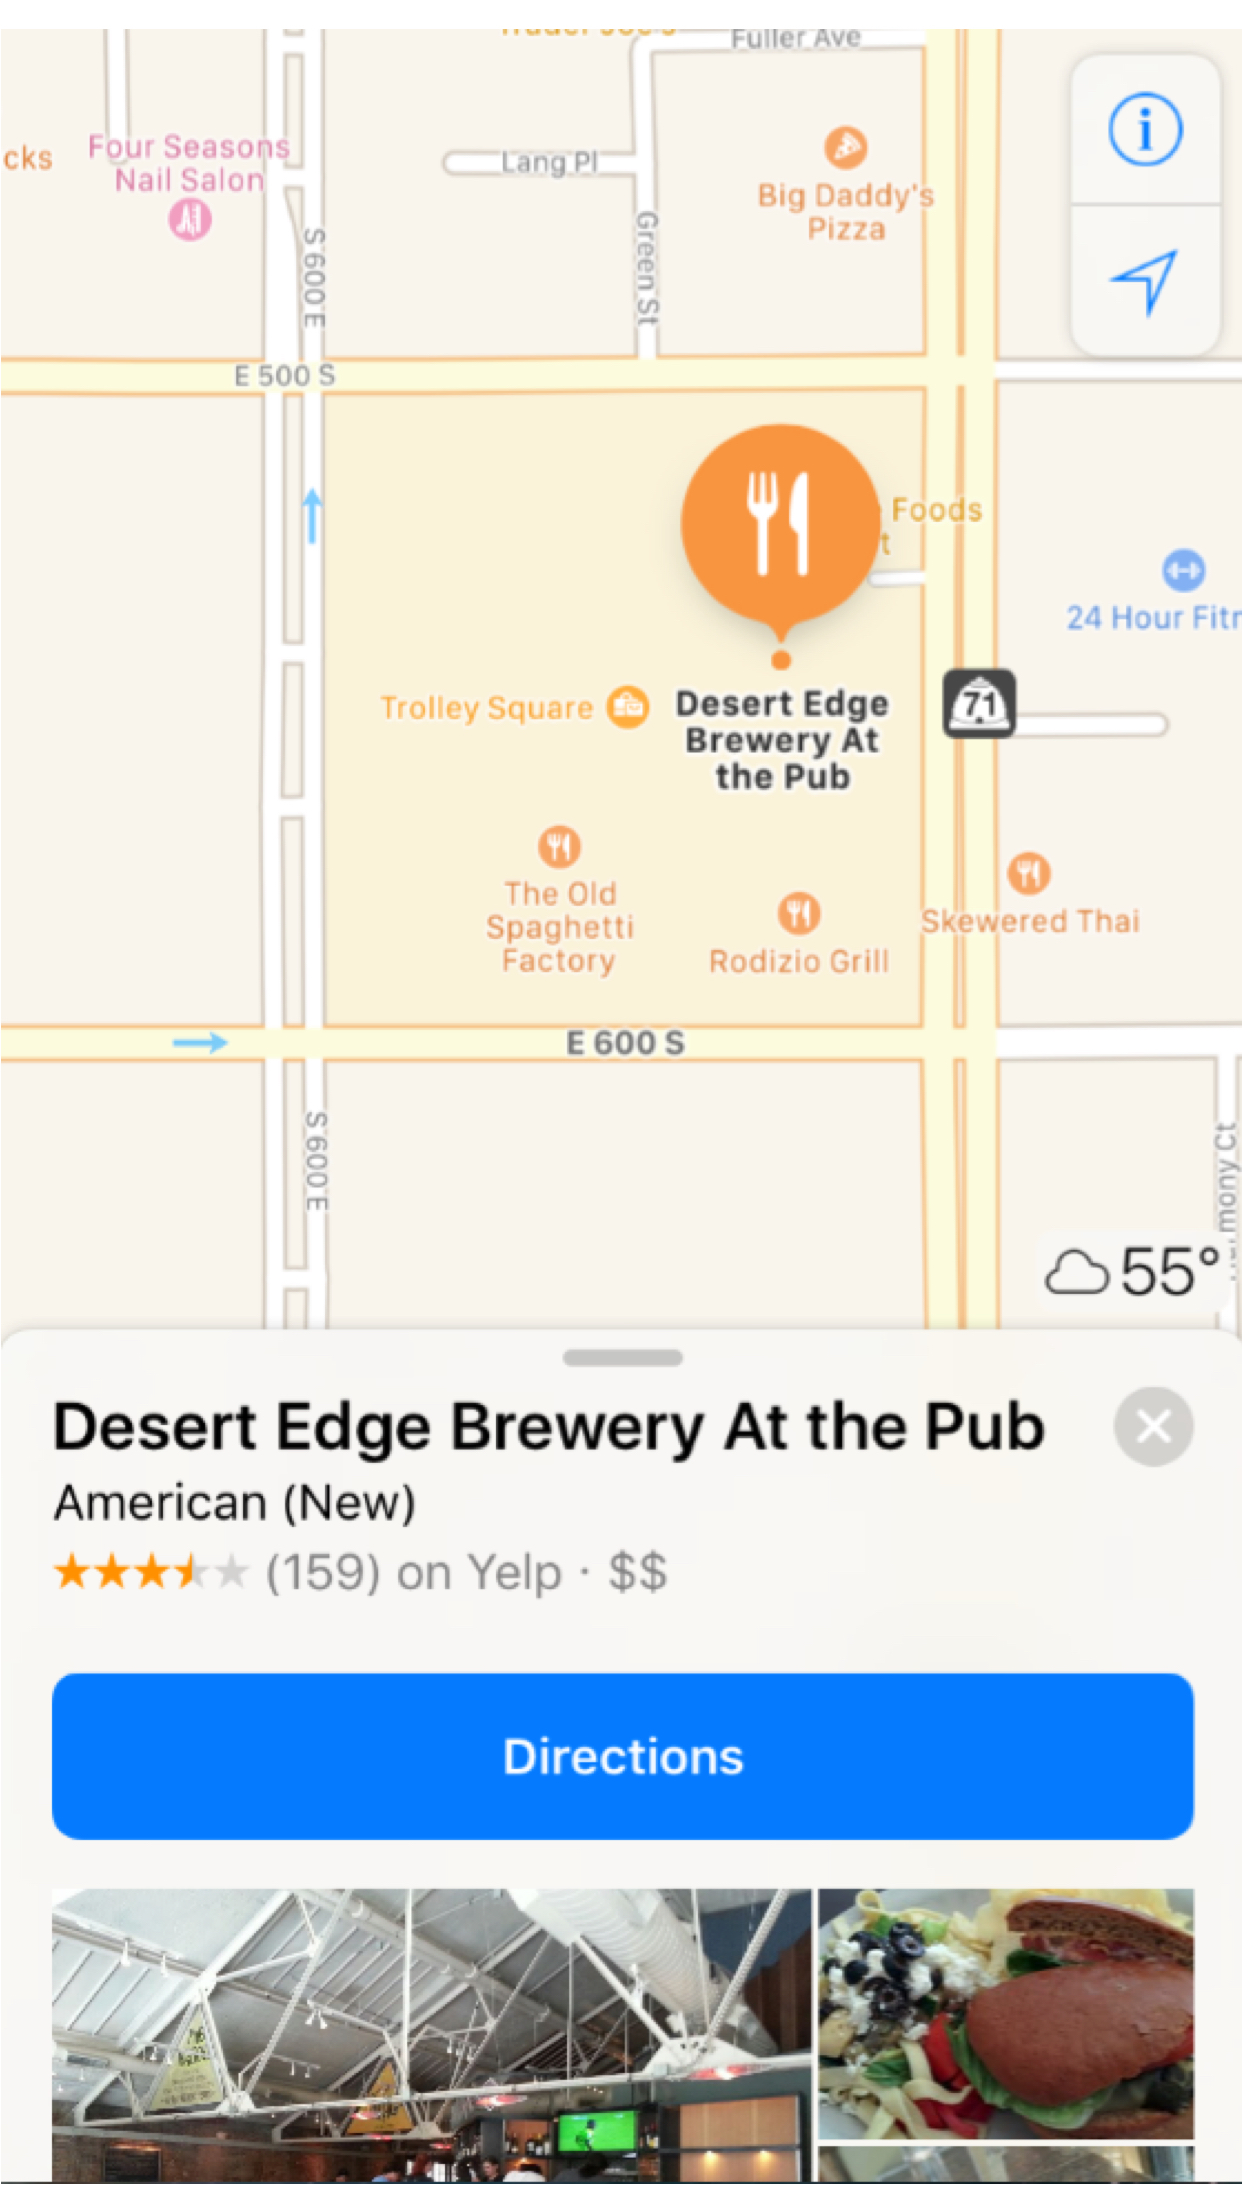 Fuller Ave
cks
Four Seasons
Nail Salon
Lang Pl
Big Daddy's
Pizza
S 600 E
Green St
E 500 S
Foods
t
24 Hour Fitr
Trolley Square
Desert Edge
Brewery At
the Pub
71
The Old
Spaghetti
Factory
Rodizio Grill
Skewered Thai
E 600 S
S 600 E
mony Ct
55°
Desert Edge Brewery At the Pub
American (New)
(159) on Yelp · $$
Directions